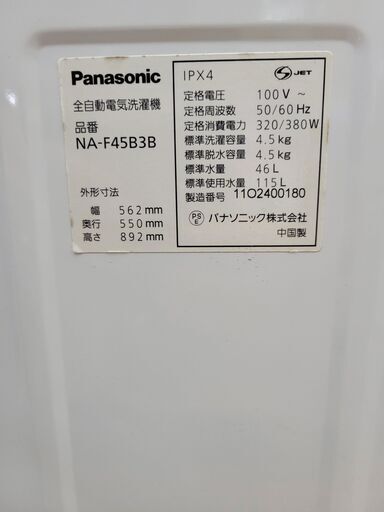 Panasonic
全自動電気洗濯機
品番
NA-F45B3B
外形寸法
幅 562mm
奥行 550mm
高さ 892mm
IPX4
S JET
定格電圧 100V ~
定格周波数 50/60Hz
定格消費電力 320/380W
標準洗濯容量 4.5kg
標準脱水容量 4.5kg
標準水量 46L
標準使用水量 115L
製造番号 11O2400180
PS E パナソニック株式会社
中国製